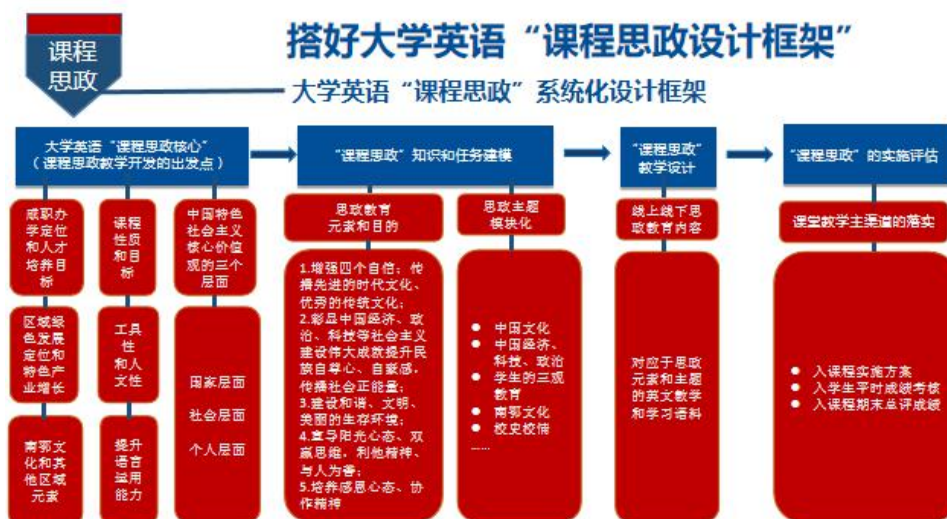 课程
思政
搭好大学英语“课程思政设计框架”
大学英语“课程思政”系统化设计框架
大学英语“课程思政核心”
（课程思政教学开发的出发点）
“课程思政”知识和任务建模
“课程思政”
教学设计
“课程思政”的实施评估
咸职办
学定位
和人才
培养目
标
课程
性质
和目
标
中国特色
社会主义
核心价值
观的三个
层面
思政教育
元素和目的
思政主题
模块化
线上线下思
政教育内容
课堂教学主渠道的落实
区域绿
色发展
定位和
特色产
业增长
工具
性和
人文
性
国家层面
社会层面
个人层面
南鄂文
化和其
他区域
元素
提升
语言
运用
能力
1.增强四个自信；传
播先进的时代文化、
优秀的传统文化；
2.彰显中国经济、政
治、科技等社会主义
建设伟大成就提升民
族自尊心、自豪感，
传播社会正能量；
3.建设和谐、文明、
美丽的生存环境；
4.宣导阳光心态、双
赢思维，利他精神、
与人为善；
5.培养感恩心态、协
作精神
● 中国文化
● 中国经济、
科技、政治
● 学生的三观
教育
● 南鄂文化
● 校史校情
……
对应于思政
元素和主题
的英文教学
和学习语料
● 入课程实施方案
● 入学生平时成绩考核
● 入课程期末总评成绩